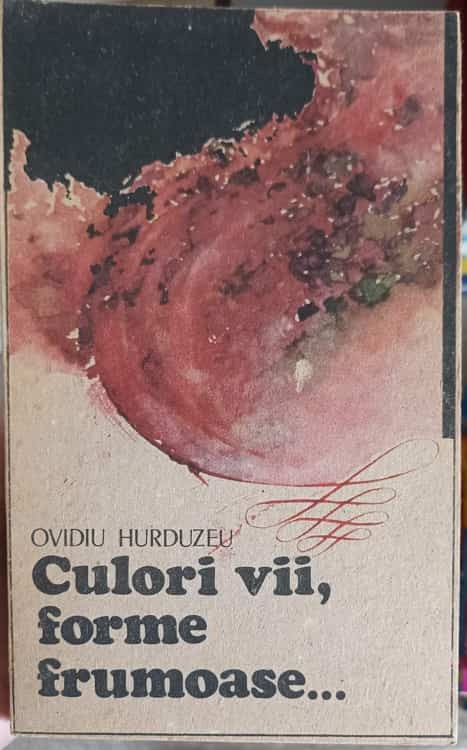 OVIDIU HURDUZEU
Culori vii,
forme
frumoase...